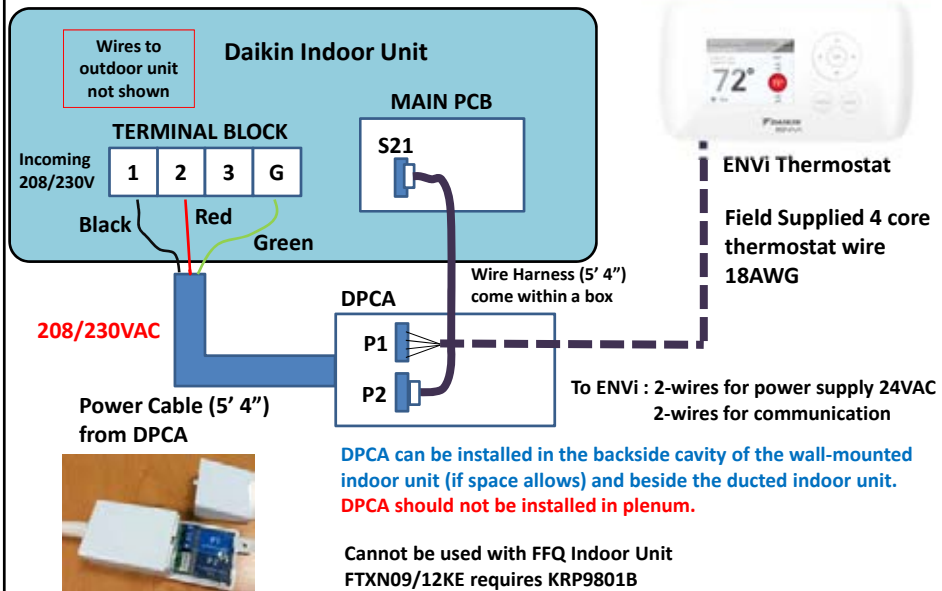 Wires to
outdoor unit
not shown
Daikin Indoor Unit
MAIN PCB
S21
TERMINAL BLOCK
Incoming
208/230V
1 2 3 G
Black
Red
Green
72°
DAIKIN
ENVi Thermostat
Field Supplied 4 core
thermostat wire
18AWG
Wire Harness (5’ 4”)
come within a box
DPCA
208/230VAC
P1
P2
Power Cable (5’ 4”)
from DPCA
To ENVi : 2-wires for power supply 24VAC
2-wires for communication
DPCA can be installed in the backside cavity of the wall-mounted
indoor unit (if space allows) and beside the ducted indoor unit.
DPCA should not be installed in plenum.
Cannot be used with FFQ Indoor Unit
FTXN09/12KE requires KRP9801B